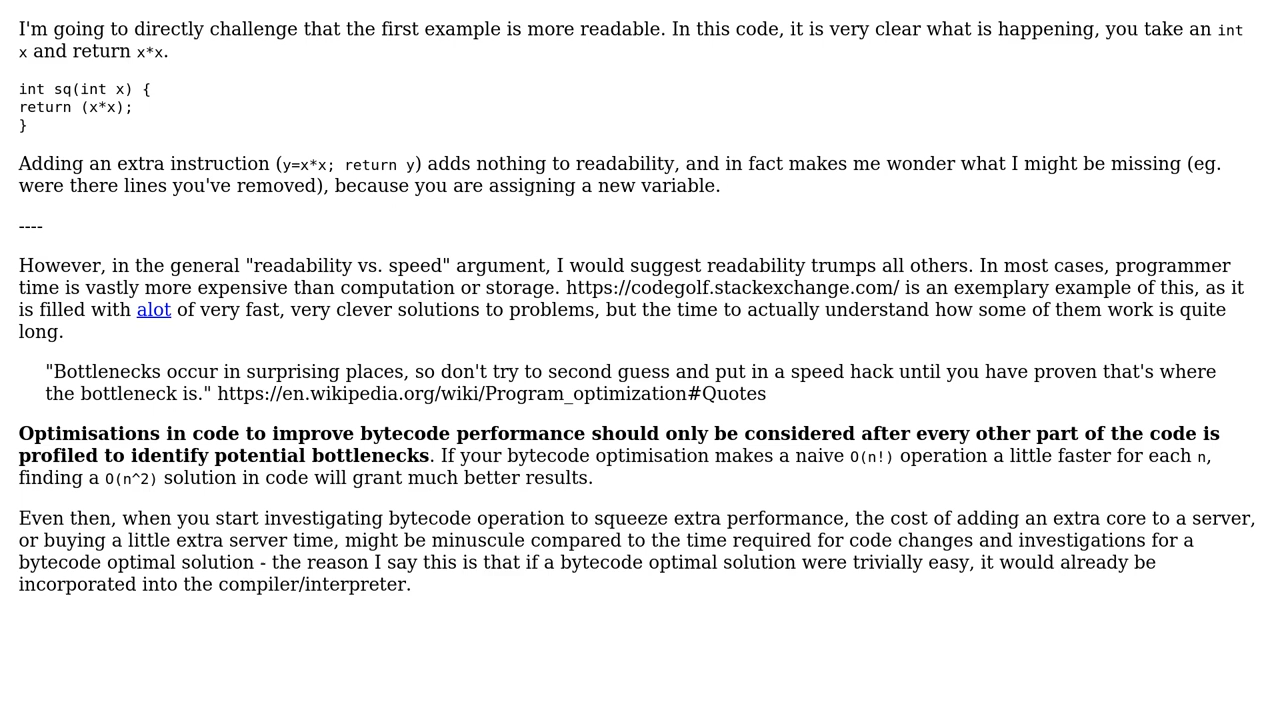 I'm going to directly challenge that the first example is more readable. In this code, it is very clear what is happening, you take an int
x and return x*x.
int sq(int x) {
return (x*x);
}
Adding an extra instruction (y=x*x; return y) adds nothing to readability, and in fact makes me wonder what I might be missing (eg.
were there lines you've removed), because you are assigning a new variable.
----
However, in the general "readability vs. speed" argument, I would suggest readability trumps all others. In most cases, programmer
time is vastly more expensive than computation or storage. https://codegolf.stackexchange.com/ is an exemplary example of this, as it
is filled with alot of very fast, very clever solutions to problems, but the time to actually understand how some of them work is quite
long.
"Bottlenecks occur in surprising places, so don't try to second guess and put in a speed hack until you have proven that's where
the bottleneck is." https://en.wikipedia.org/wiki/Program_optimization#Quotes
Optimisations in code to improve bytecode performance should only be considered after every other part of the code is
profiled to identify potential bottlenecks. If your bytecode optimisation makes a naive O(n!) operation a little faster for each n,
finding a O(n^2) solution in code will grant much better results.
Even then, when you start investigating bytecode operation to squeeze extra performance, the cost of adding an extra core to a server,
or buying a little extra server time, might be minuscule compared to the time required for code changes and investigations for a
bytecode optimal solution - the reason I say this is that if a bytecode optimal solution were trivially easy, it would already be
incorporated into the compiler/interpreter.